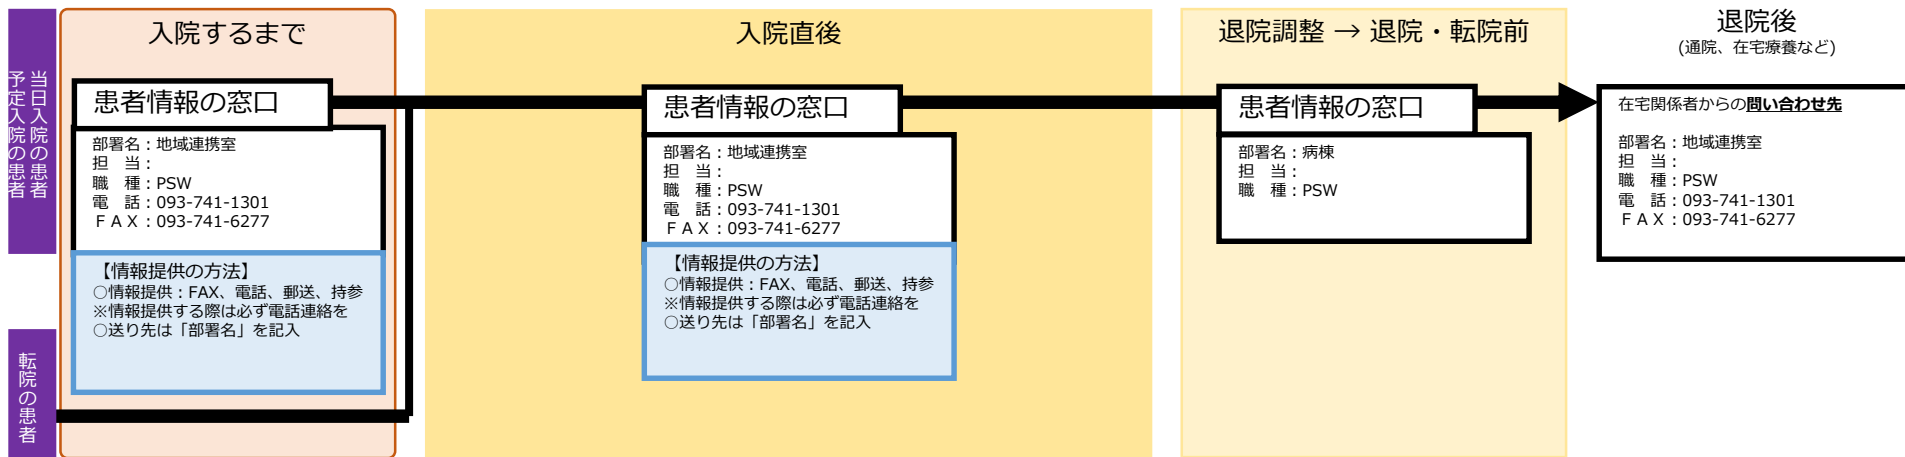 当日入院の患者
予定入院の患者
転院の患者
入院するまで
患者情報の窓口
部署名：地域連携室
担　当：
職　種：PSW
電　話：093-741-1301
ＦＡＸ：093-741-6277
【情報提供の方法】
○情報提供：FAX、電話、郵送、持参
※情報提供する際は必ず電話連絡を
○送り先は「部署名」を記入
入院直後
患者情報の窓口
部署名：地域連携室
担　当：
職　種：PSW
電　話：093-741-1301
ＦＡＸ：093-741-6277
【情報提供の方法】
○情報提供：FAX、電話、郵送、持参
※情報提供する際は必ず電話連絡を
○送り先は「部署名」を記入
退院調整 → 退院・転院前
患者情報の窓口
部署名：病棟
担　当：
職　種：PSW
退院後
(通院、在宅療養など)
在宅関係者からの問い合わせ先
部署名：地域連携室
担　当：
職　種：PSW
電　話：093-741-1301
ＦＡＸ：093-741-6277